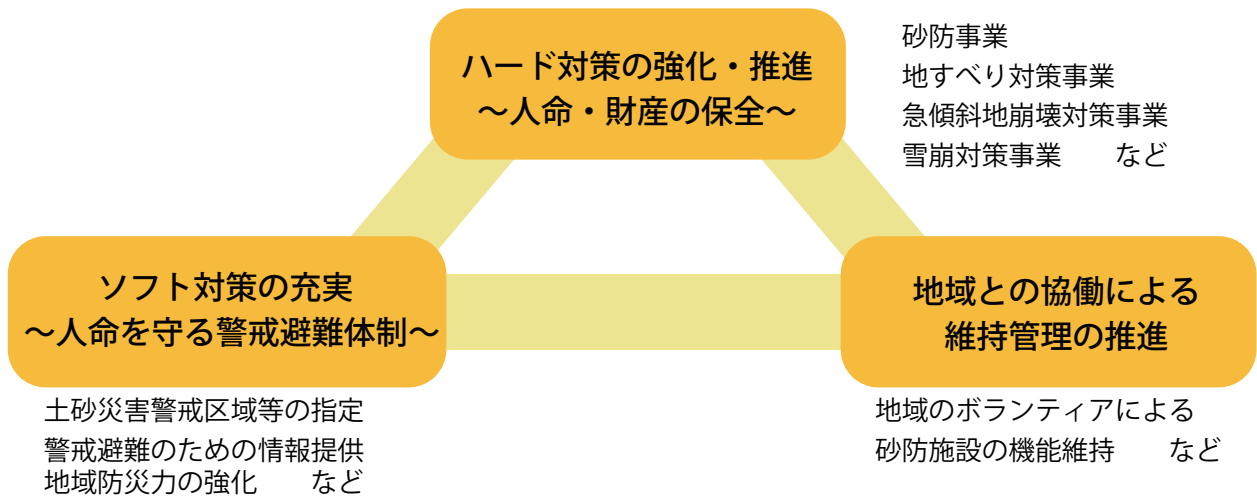 ハード対策の強化・推進
～人命・財産の保全～
砂防事業
地すべり対策事業
急傾斜地崩壊対策事業
雪崩対策事業　　など
ソフト対策の充実
～人命を守る警戒避難体制～
土砂災害警戒区域等の指定
警戒避難のための情報提供
地域防災力の強化　　など
地域との協働による
維持管理の推進
地域のボランティアによる
砂防施設の機能維持　　など